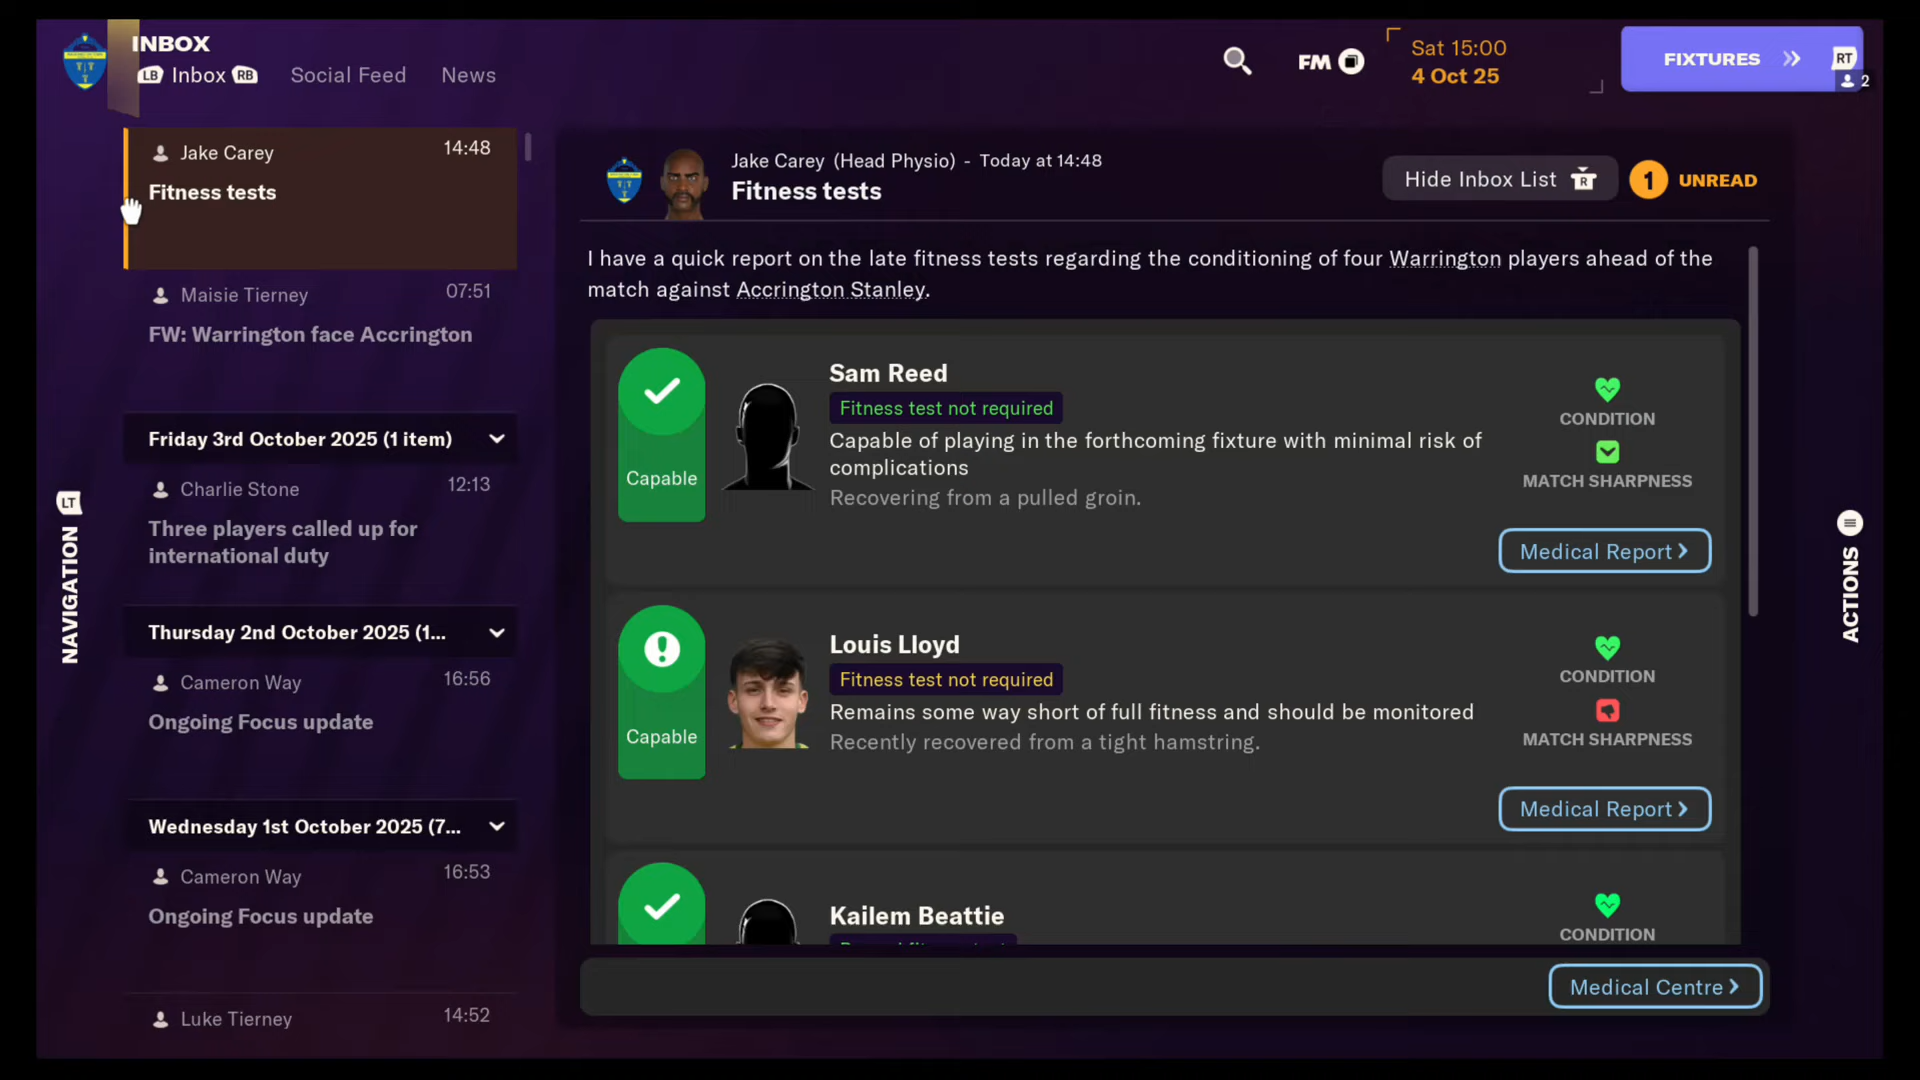 INBOX
LB Inbox RB Social Feed News
FM
Sat 15:00
4 Oct 25
FIXTURES
RT
2
Jake Carey 14:48
Fitness tests
Maisie Tierney 07:51
FW: Warrington face Accrington
Friday 3rd October 2025 (1 item)
Charlie Stone 12:13
Three players called up for
international duty
Thursday 2nd October 2025 (1...
Cameron Way 16:56
Ongoing Focus update
Wednesday 1st October 2025 (7...
Cameron Way 16:53
Ongoing Focus update
Luke Tierney 14:52
LT
NAVIGATION
Jake Carey (Head Physio) - Today at 14:48
Fitness tests
Hide Inbox List R
1 UNREAD
I have a quick report on the late fitness tests regarding the conditioning of four Warrington players ahead of the
match against Accrington Stanley.
Capable
Sam Reed
Fitness test not required
Capable of playing in the forthcoming fixture with minimal risk of
complications
Recovering from a pulled groin.
CONDITION
MATCH SHARPNESS
Medical Report
Capable
Louis Lloyd
Fitness test not required
Remains some way short of full fitness and should be monitored
Recently recovered from a tight hamstring.
CONDITION
MATCH SHARPNESS
Medical Report
Kailem Beattie
CONDITION
Medical Centre
ACTIONS